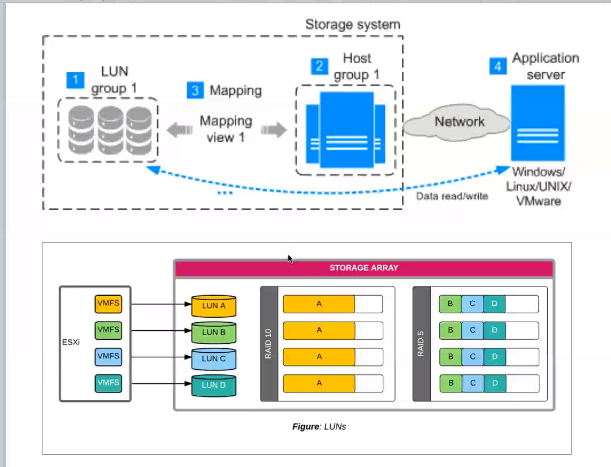 Storage system
1
LUN
group 1
3 Mapping
Mapping
view 1
2
Host
group 1
4
Application
server
Network
Windows/
Linux/UNIX/
VMware
...
Data read/write
STORAGE ARRAY
ESXi
VMFS
VMFS
VMFS
VMFS
LUN A
LUN B
LUN C
LUN D
RAID 10
A
A
A
A
RAID 5
B C D
B C D
B C D
B C D
Figure: LUNs